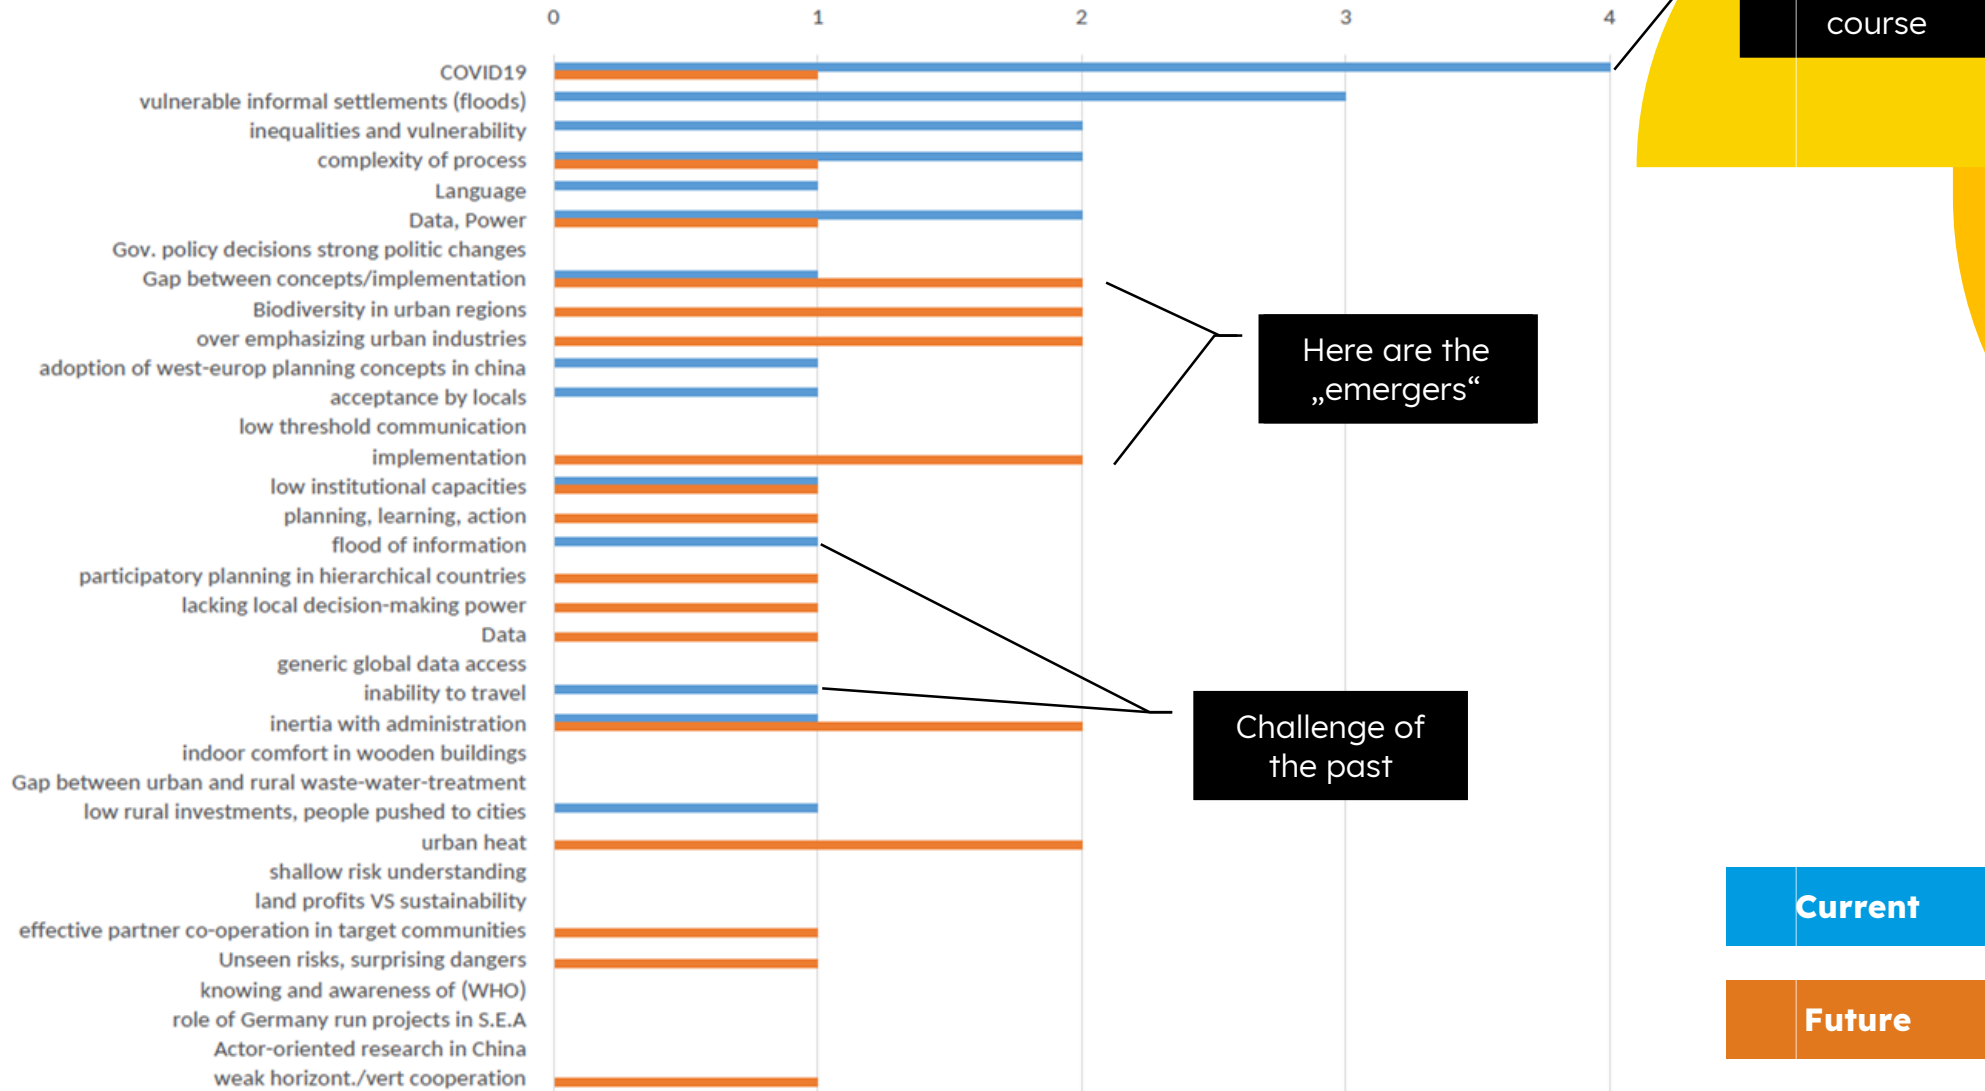 0 1 2 3 4
course
COVID19
vulnerable informal settlements (floods)
inequalities and vulnerability
complexity of process
Language
Data, Power
Gov. policy decisions strong politic changes
Gap between concepts/implementation
Biodiversity in urban regions
over emphasizing urban industries
adoption of west-europ planning concepts in china
acceptance by locals
low threshold communication
implementation
low institutional capacities
planning, learning, action
flood of information
participatory planning in hierarchical countries
lacking local decision-making power
Data
generic global data access
inability to travel
inertia with administration
indoor comfort in wooden buildings
Gap between urban and rural waste-water-treatment
low rural investments, people pushed to cities
urban heat
shallow risk understanding
land profits VS sustainability
effective partner co-operation in target communities
Unseen risks, surprising dangers
knowing and awareness of (WHO)
role of Germany run projects in S.E.A
Actor-oriented research in China
weak horizont./vert cooperation
Here are the
„emergers“
Challenge of
the past
Current
Future